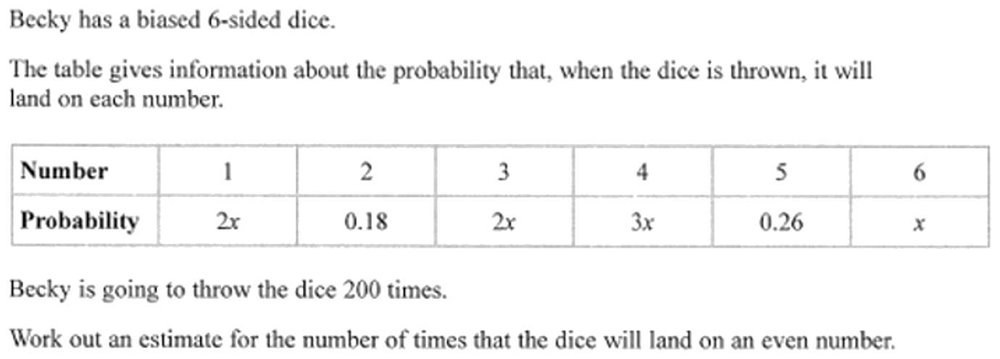 Becky has a biased 6-sided dice.
The table gives information about the probability that, when the dice is thrown, it will
land on each number.
Number 1 2 3 4 5 6
Probability 2x 0.18 2x 3x 0.26 x
Becky is going to throw the dice 200 times.
Work out an estimate for the number of times that the dice will land on an even number.